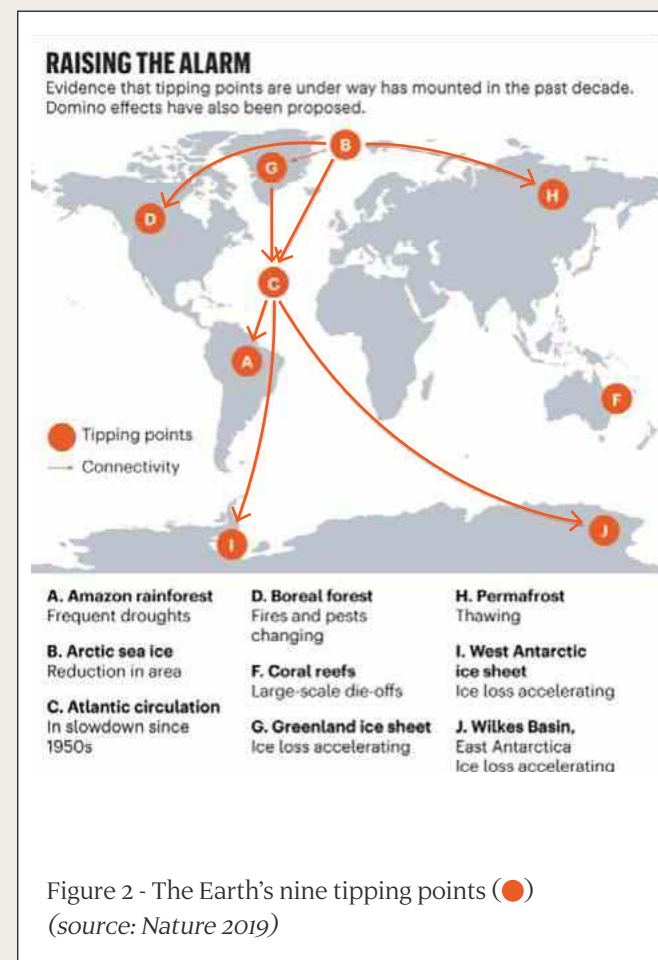 RAISING THE ALARM
Evidence that tipping points are under way has mounted in the past decade.
Domino effects have also been proposed.
B
G
H
D
C
A
F
Tipping points
Connectivity
J
I
A. Amazon rainforest
Frequent droughts
B. Arctic sea ice
Reduction in area
C. Atlantic circulation
In slowdown since
1950s
D. Boreal forest
Fires and pests
changing
F. Coral reefs
Large-scale die-offs
G. Greenland ice sheet
Ice loss accelerating
H. Permafrost
Thawing
I. West Antarctic
ice sheet
Ice loss accelerating
J. Wilkes Basin,
East Antarctica
Ice loss accelerating
Figure 2 - The Earth's nine tipping points (●)
(source: Nature 2019)